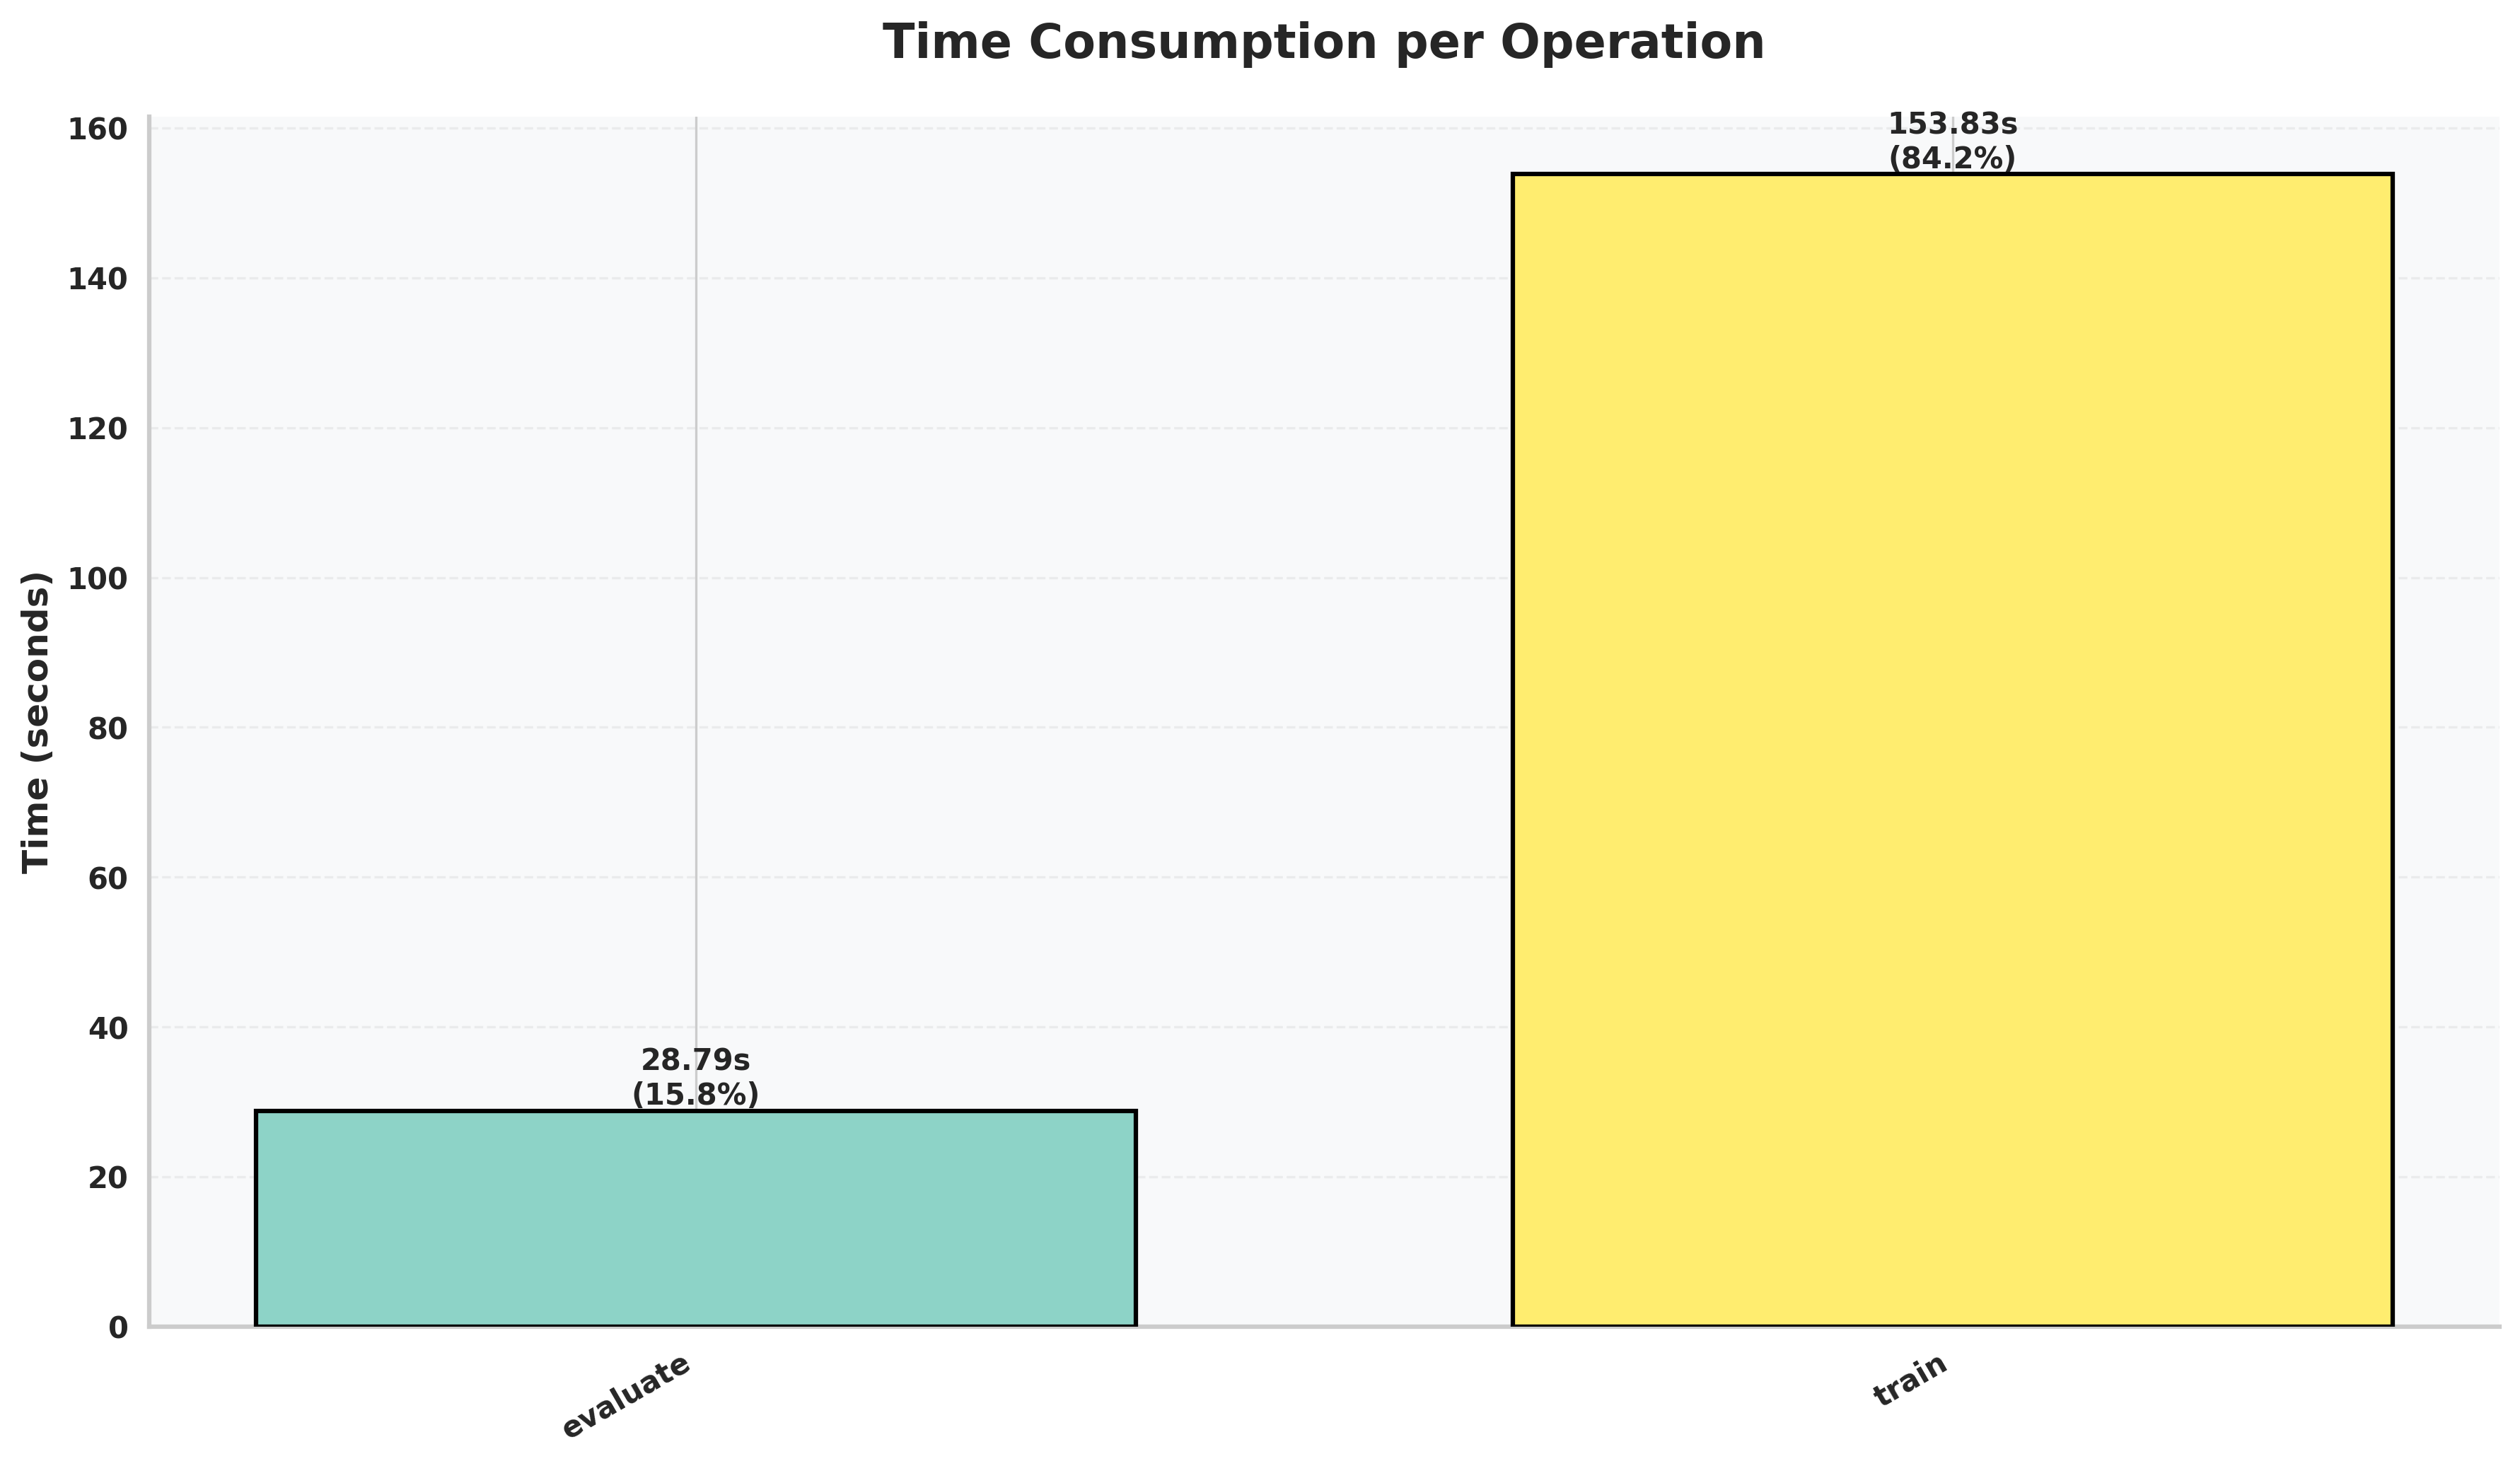 Time Consumption per Operation
Time (seconds)
160
140
120
100
80
60
40
20
0
28.79s
(15.8%)
153.83s
(84.2%)
evaluate
train